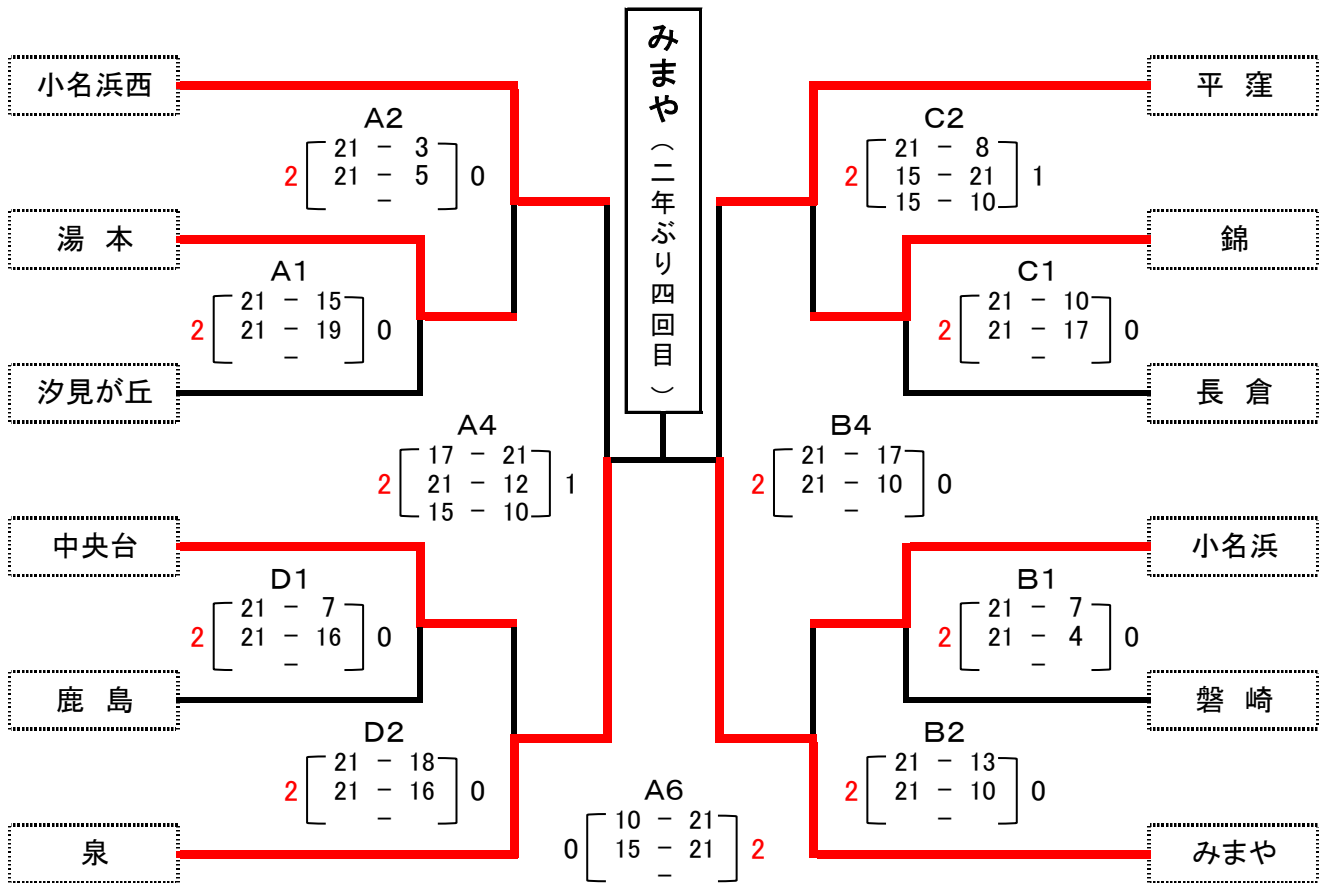 みまや（二年ぶり四回目）
小名浜西
平 窪
A2
21 － 3
2 21 － 5 0
－
C2
21 － 8
2 15 － 21 1
15 － 10
湯 本
錦
A1
21 － 15
2 21 － 19 0
－
C1
21 － 10
2 21 － 17 0
－
汐見が丘
長 倉
A4
17 － 21
2 21 － 12 1
15 － 10
B4
21 － 17
2 21 － 10 0
－
中央台
小名浜
D1
21 － 7
2 21 － 16 0
－
B1
21 － 7
2 21 － 4 0
－
鹿 島
磐 崎
D2
21 － 18
2 21 － 16 0
－
B2
21 － 13
2 21 － 10 0
－
A6
10 － 21
0 15 － 21 2
－
泉
みまや